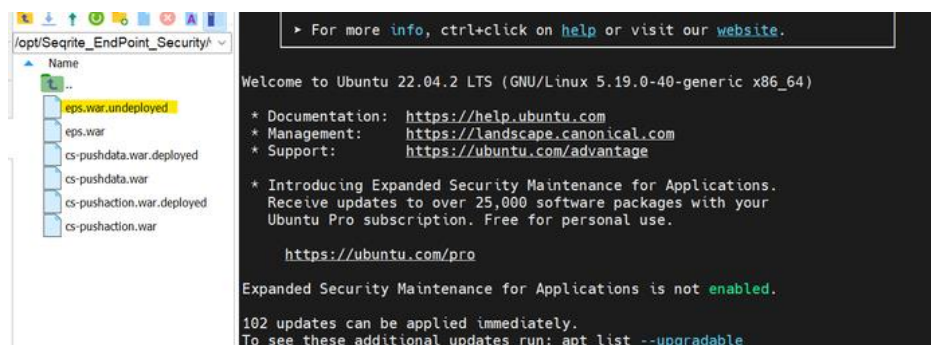 /opt/Seqrite_EndPoint_Security/
Name
..
eps.war.undeployed
eps.war
cs-pushdata.war.deployed
cs-pushdata.war
cs-pushaction.war.deployed
cs-pushaction.war
➤ For more info, ctrl+click on help or visit our website.
Welcome to Ubuntu 22.04.2 LTS (GNU/Linux 5.19.0-40-generic x86_64)
* Documentation: https://help.ubuntu.com
* Management: https://landscape.canonical.com
* Support: https://ubuntu.com/advantage
* Introducing Expanded Security Maintenance for Applications.
Receive updates to over 25,000 software packages with your
Ubuntu Pro subscription. Free for personal use.
https://ubuntu.com/pro
Expanded Security Maintenance for Applications is not enabled.
102 updates can be applied immediately.
To see these additional updates run: apt list --upgradable